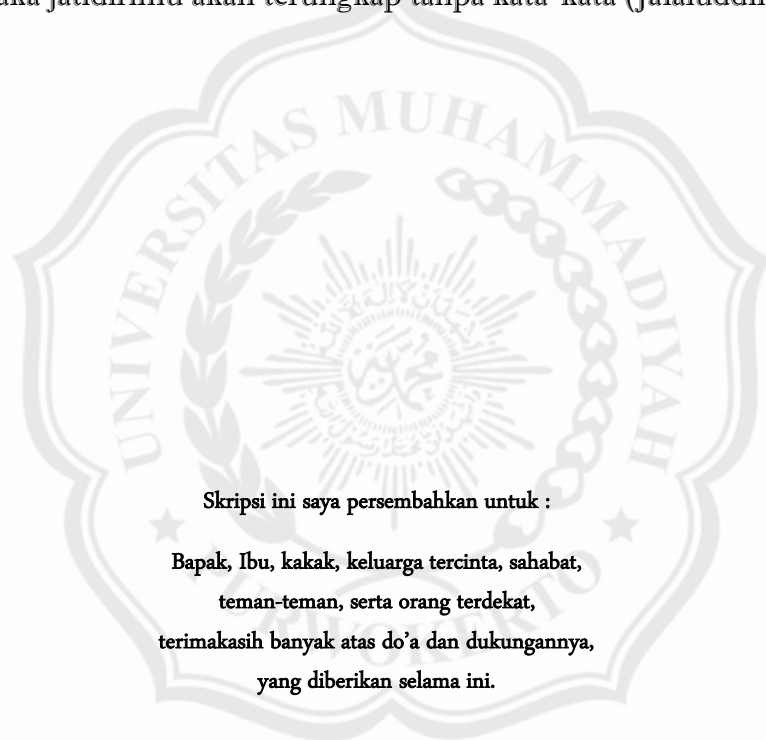 jatidirimu akan terungkap tanpa kata-kata
UNIVERSITAS MUHAMMADIYAH
Skripsi ini saya persembahkan untuk :
Bapak, Ibu, kakak, keluarga tercinta, sahabat,
teman-teman, serta orang terdekat,
PURWOKERTO
terimakasih banyak atas do’a dan dukungannya,
yang diberikan selama ini.